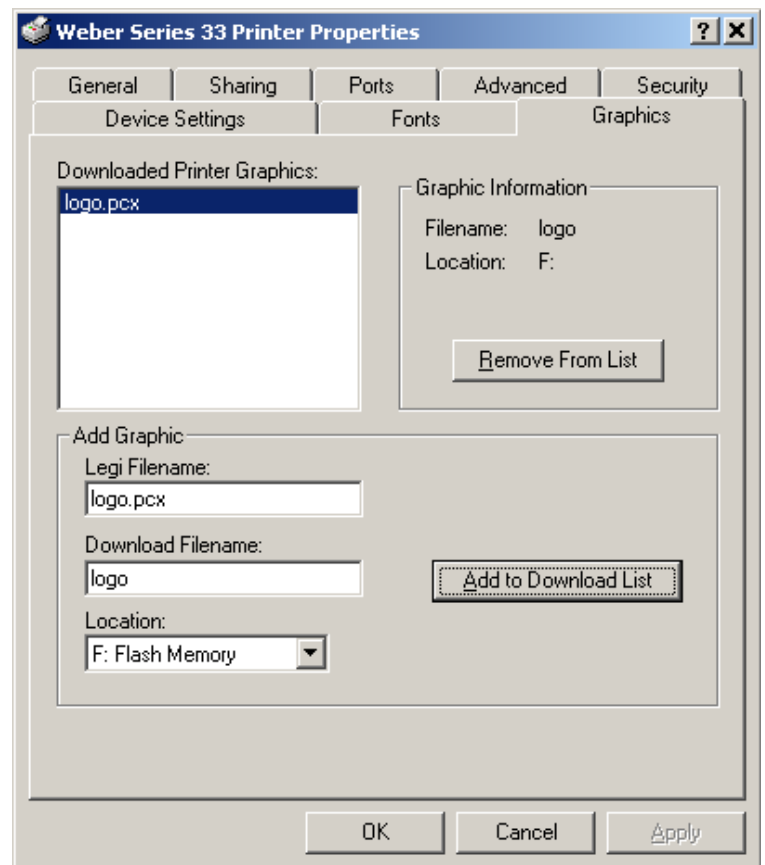 Weber Series 33 Printer Properties
General Sharing Ports Advanced Security
Device Settings Fonts Graphics
Downloaded Printer Graphics:
logo.pcx
Graphic Information
Filename: logo
Location: F:
Remove From List
Add Graphic
Legi Filename:
logo.pcx
Download Filename:
logo
Add to Download List
Location:
F: Flash Memory
OK Cancel Apply